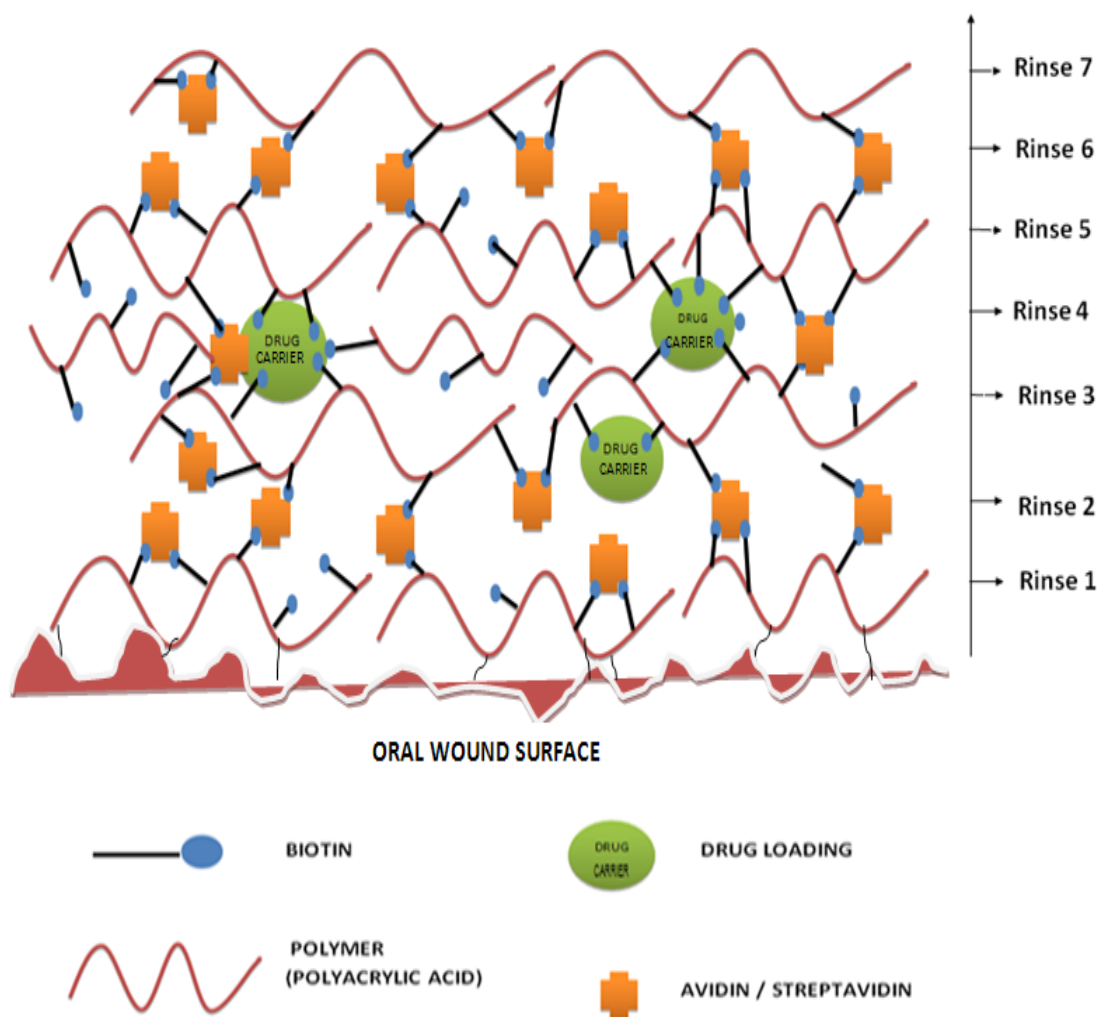 Rinse 7
Rinse 6
Rinse 5
Rinse 4
Rinse 3
Rinse 2
Rinse 1
DRUG
CARRIER
DRUG
CARRIER
DRUG
CARRIER
ORAL WOUND SURFACE
BIOTIN
DRUG
CARRIER
DRUG LOADING
POLYMER
(POLYACRYLIC ACID)
AVIDIN / STREPTAVIDIN